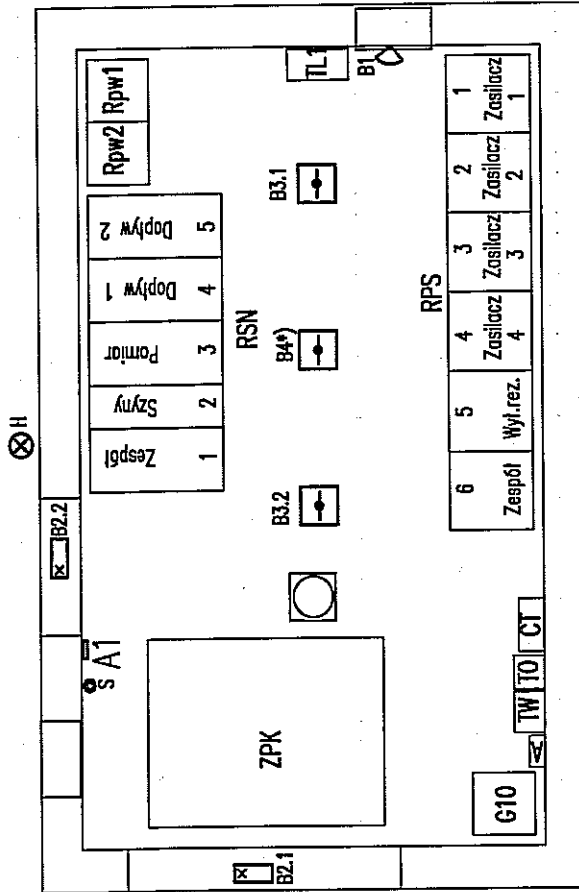 Rpw1
Rpw2
TL1
B1
Dopływ 2
5
Dopływ 1
4
Pomiar
3
Szyny
2
Zespół
1
RSN
B3.1
B4*)
B3.2
RPS
1
Zasilacz
1
2
Zasilacz
2
3
Zasilacz
3
4
Zasilacz
4
5
Wył.rez.
6
Zespół
H
B2.2
A1
S
ZPK
CT
TO
TW
A
G10
x
B2.1
x